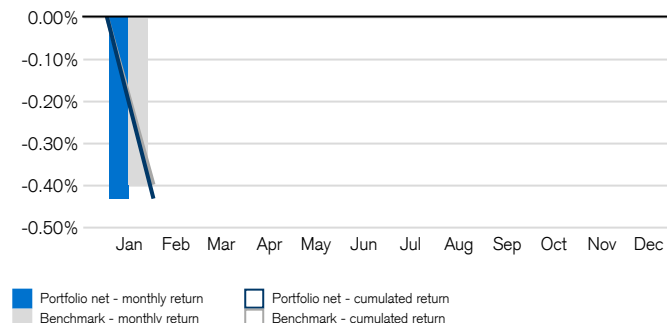 0.00%
-0.10%
-0.20%
-0.30%
-0.40%
-0.50%
Jan Feb Mar Apr May Jun Jul Aug Sep Oct Nov Dec
Portfolio net - monthly return Portfolio net - cumulated return
Benchmark - monthly return Benchmark - cumulated return